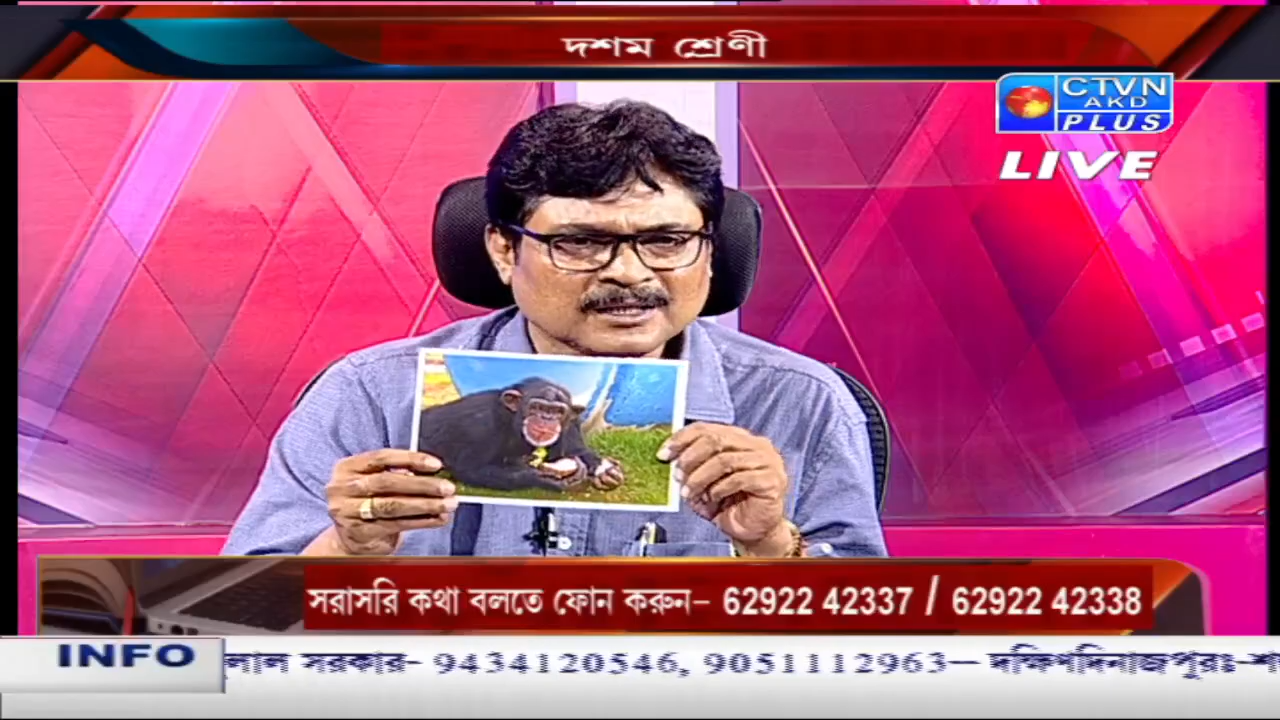 দশম শ্রেণী
CTVN
AKD
PLUS
LIVE
সরাসরি কথা বলতে ফোন করুন– 62922 42337 / 62922 42338
INFO
লাল সরকার- 9434120546, 9051112963– দক্ষিণদিনাজপুরঃ-